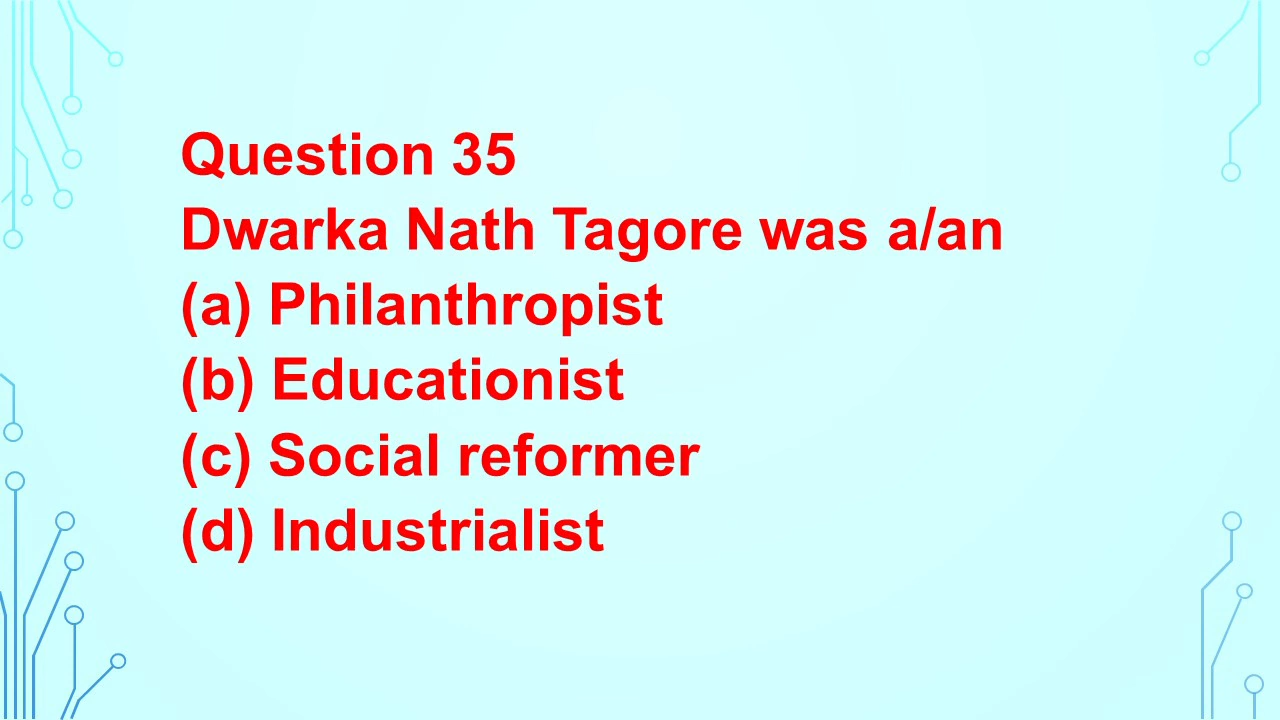 Question 35
Dwarka Nath Tagore was a/an
(a) Philanthropist
(b) Educationist
(c) Social reformer
(d) Industrialist